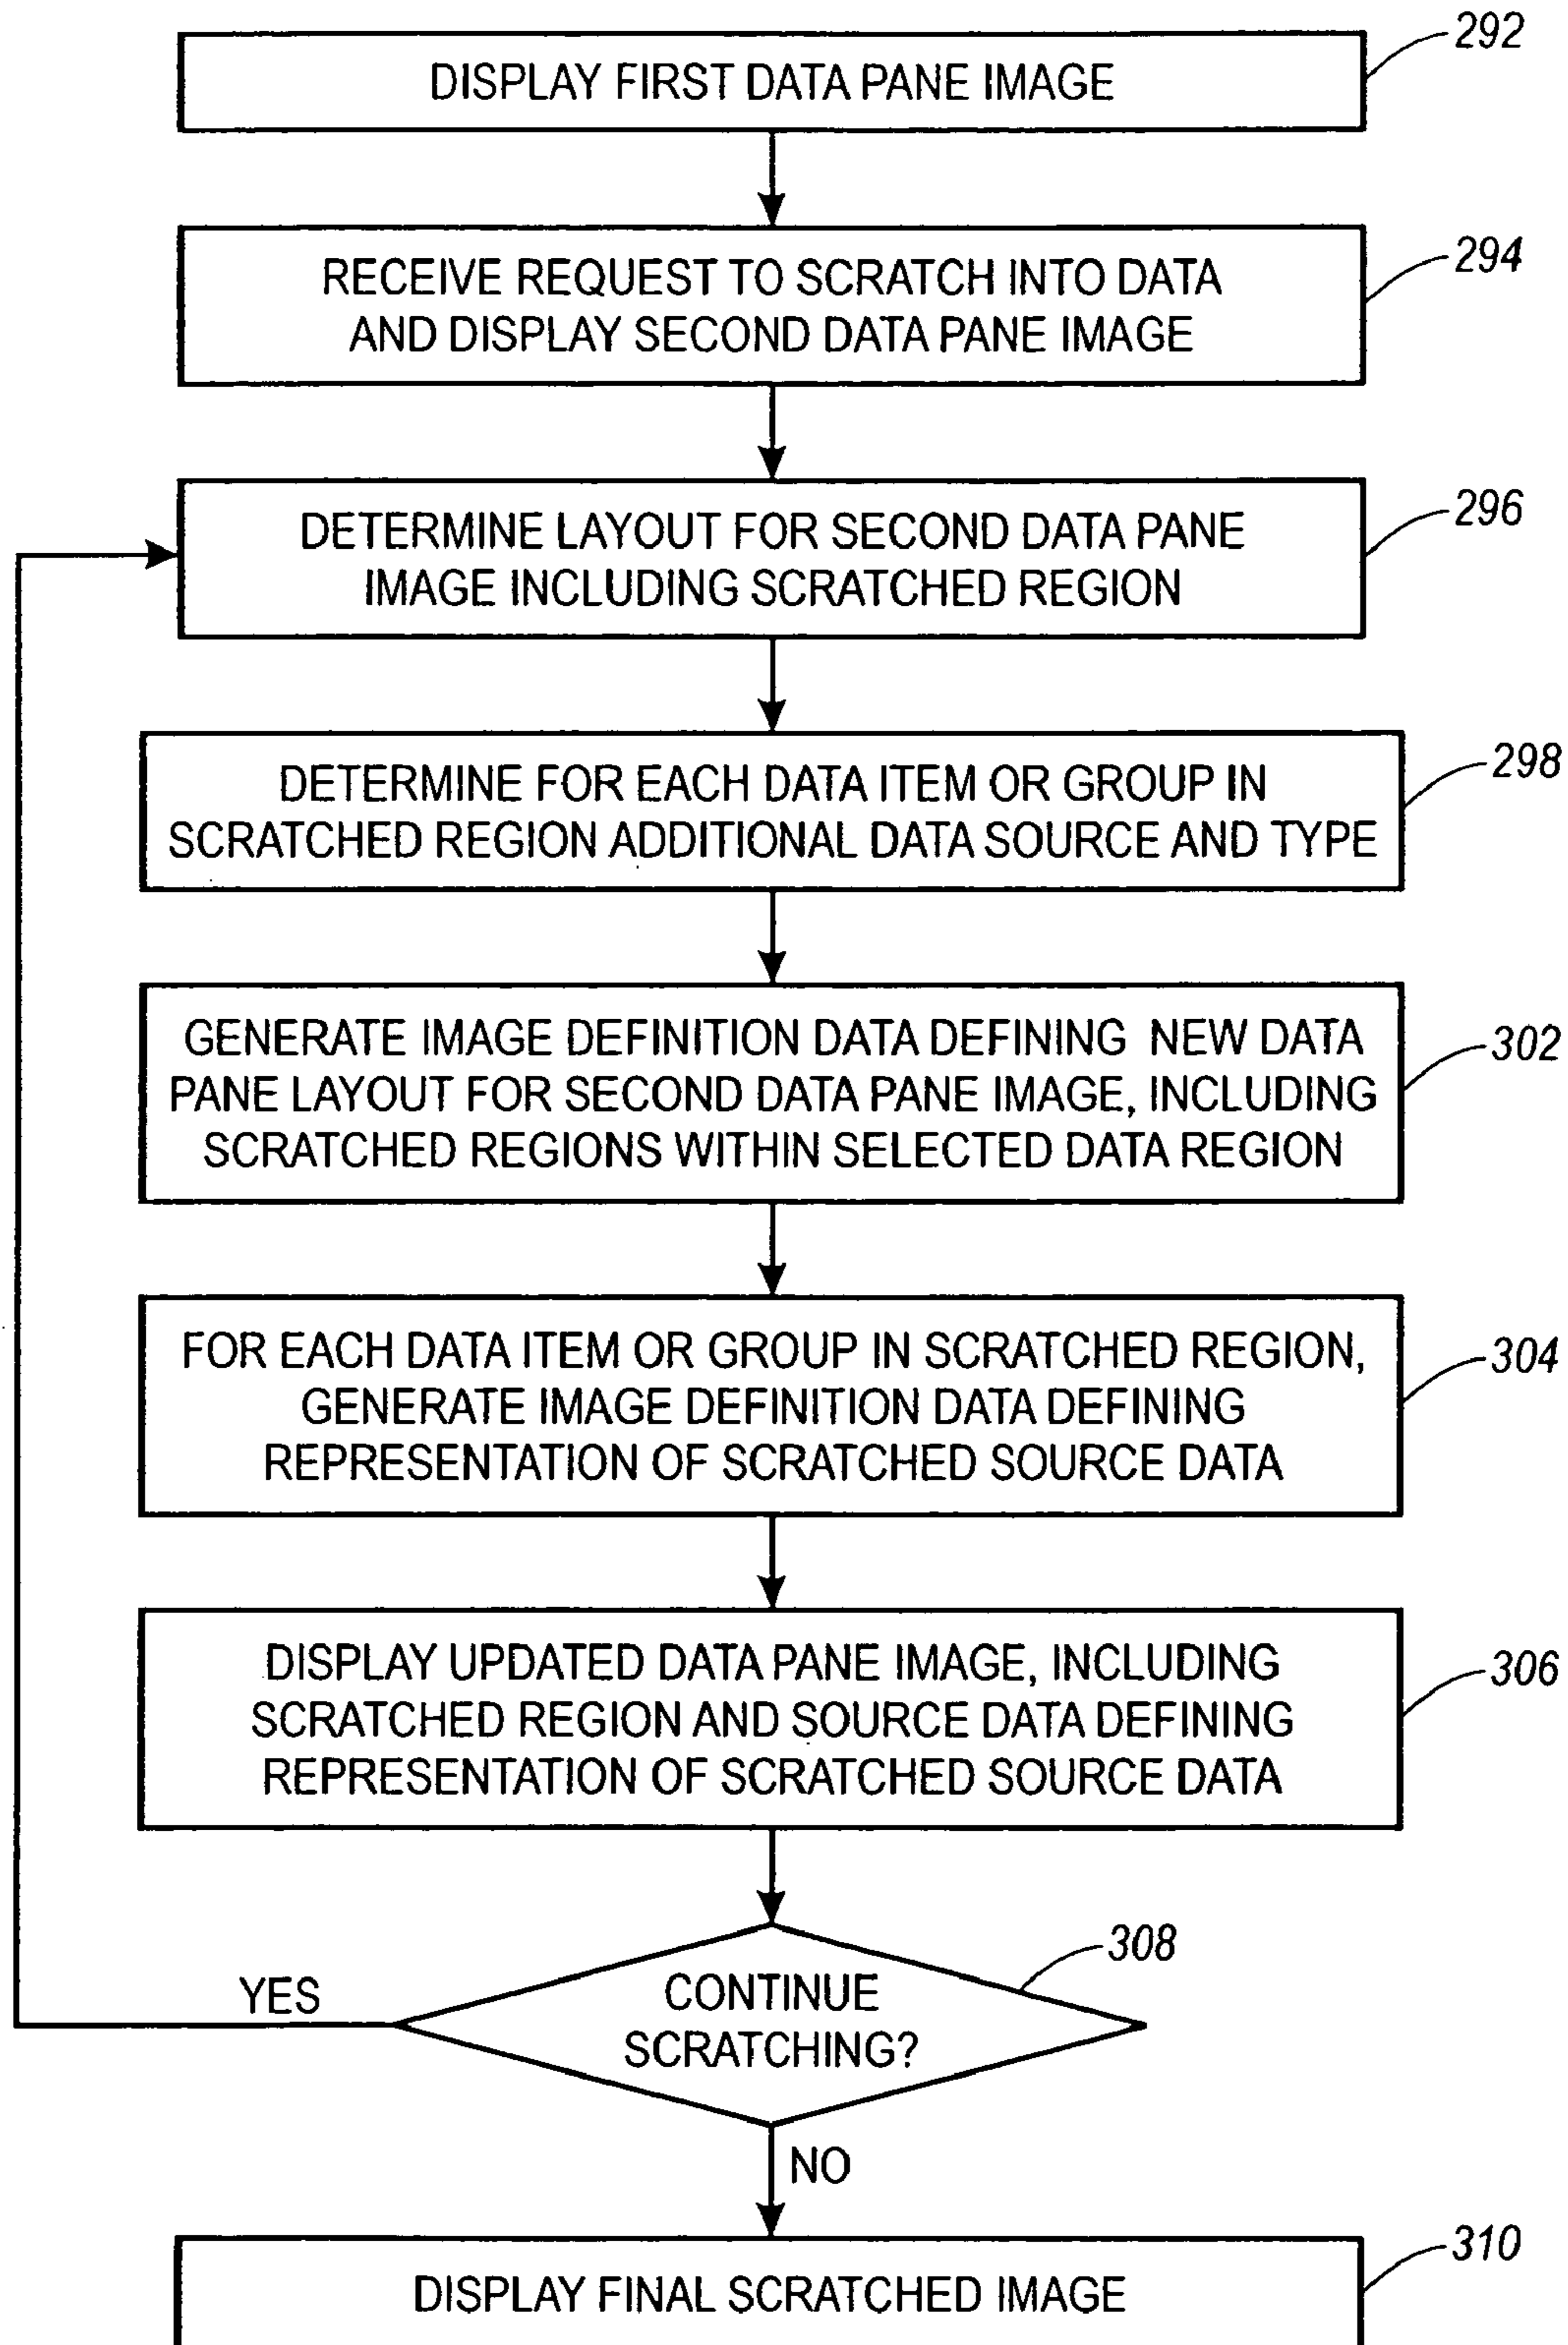 292
DISPLAY FIRST DATA PANE IMAGE
294
RECEIVE REQUEST TO SCRATCH INTO DATA
AND DISPLAY SECOND DATA PANE IMAGE
296
DETERMINE LAYOUT FOR SECOND DATA PANE
IMAGE INCLUDING SCRATCHED REGION
298
DETERMINE FOR EACH DATA ITEM OR GROUP IN
SCRATCHED REGION ADDITIONAL DATA SOURCE AND TYPE
302
GENERATE IMAGE DEFINITION DATA DEFINING NEW DATA
PANE LAYOUT FOR SECOND DATA PANE IMAGE, INCLUDING
SCRATCHED REGIONS WITHIN SELECTED DATA REGION
304
FOR EACH DATA ITEM OR GROUP IN SCRATCHED REGION,
GENERATE IMAGE DEFINITION DATA DEFINING
REPRESENTATION OF SCRATCHED SOURCE DATA
306
DISPLAY UPDATED DATA PANE IMAGE, INCLUDING
SCRATCHED REGION AND SOURCE DATA DEFINING
REPRESENTATION OF SCRATCHED SOURCE DATA
308
YES
CONTINUE
SCRATCHING?
NO
310
DISPLAY FINAL SCRATCHED IMAGE